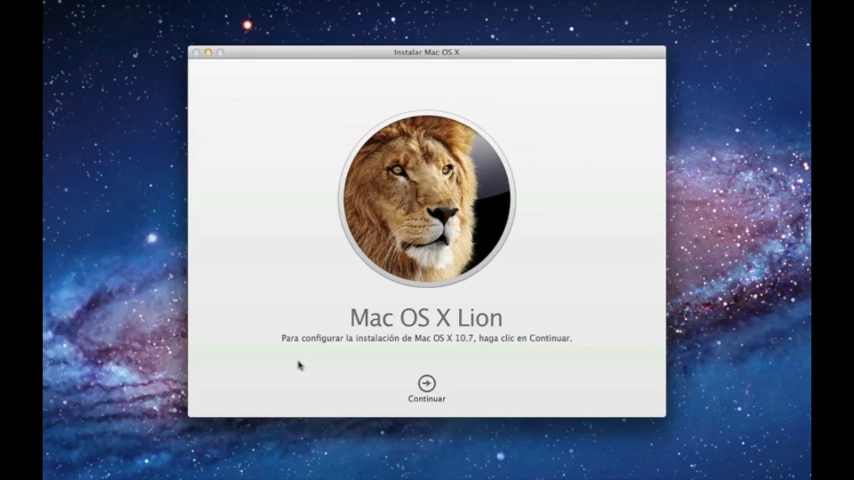 Instalar Mac OS X
Mac OS X Lion
Para configurar la instalación de Mac OS X 10.7, haga clic en Continuar.
Continuar